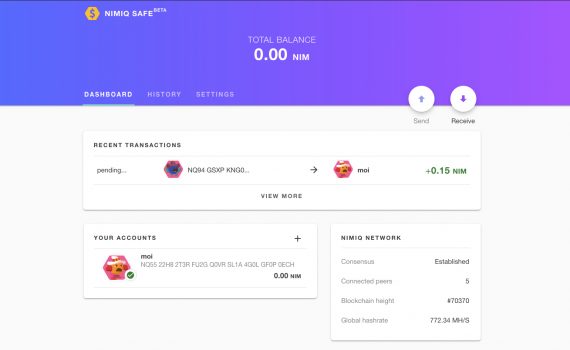 NIMIQ SAFE BETA
TOTAL BALANCE
0.00 NIM
DASHBOARD HISTORY SETTINGS
Send Receive
RECENT TRANSACTIONS
pending... NQ94 GSXP KNG0... → moi +0.15 NIM
VIEW MORE
YOUR ACCOUNTS +
moi
NQ55 22H8 2T3R FU2G Q0VR SL1A 4G0L GF0P 0ECH
0.00 NIM
NIMIQ NETWORK
Consensus Established
Connected peers 5
Blockchain height #70370
Global hashrate 772.34 MH/S